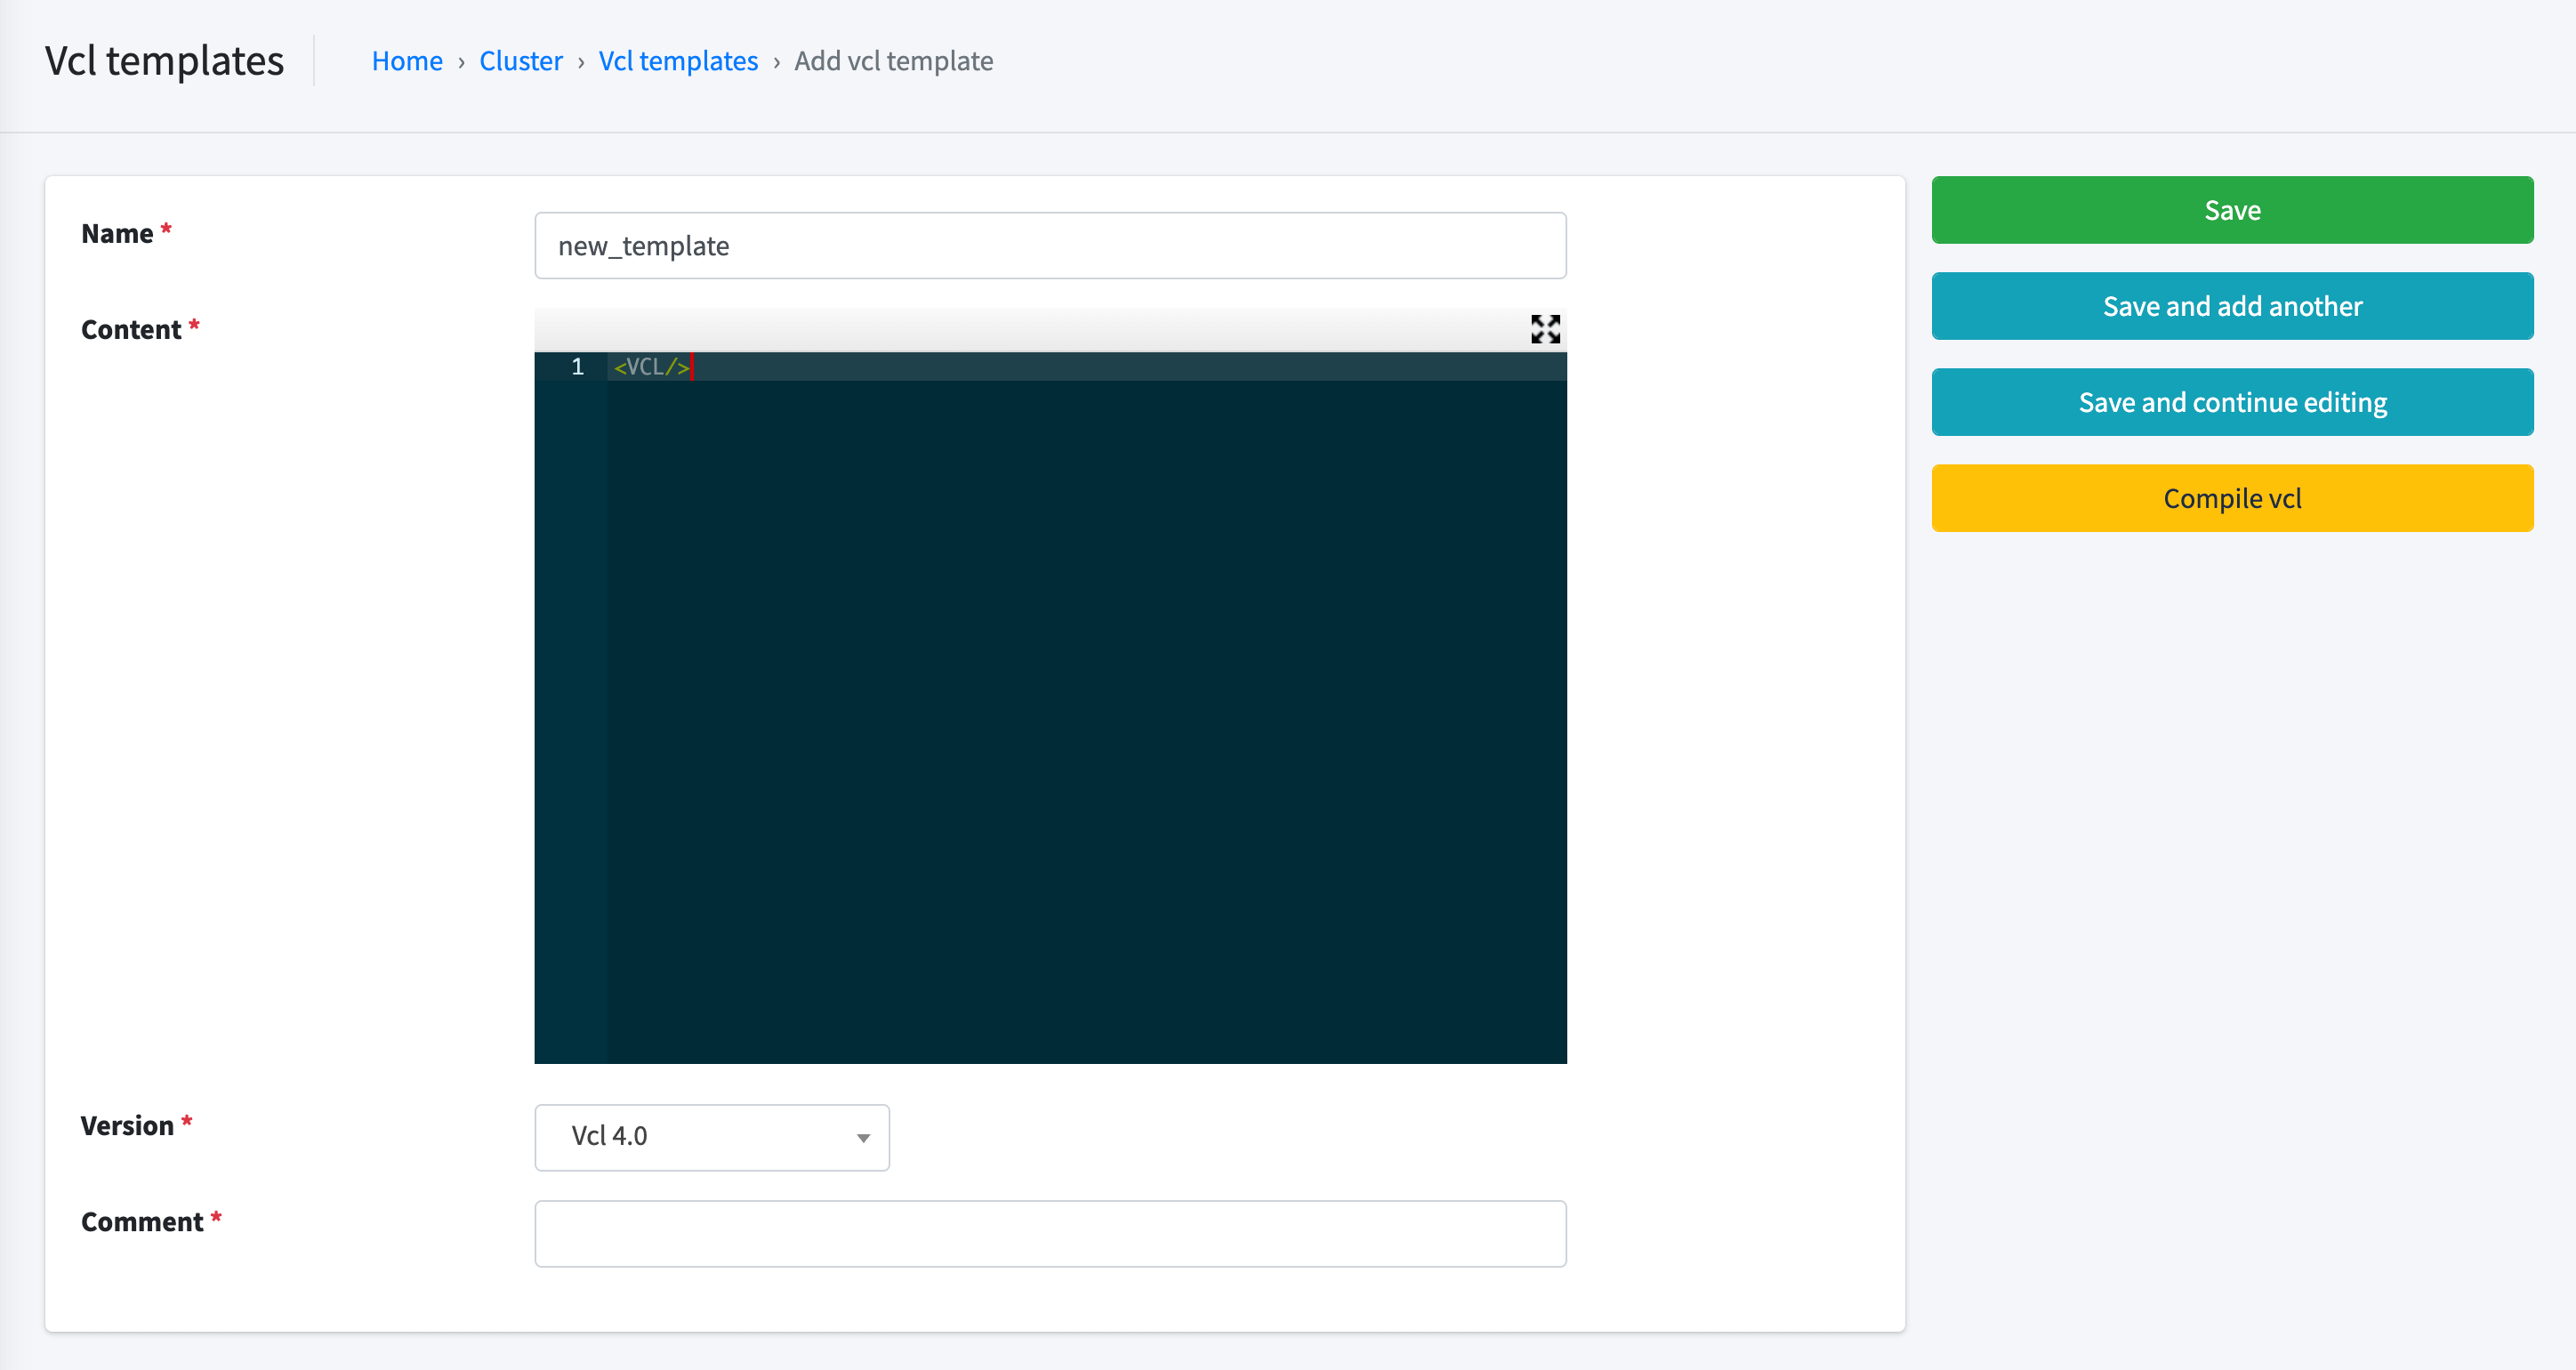 Vcl templates
Home › Cluster › Vcl templates › Add vcl template
Name *
new_template
Content *
1 <VCL/>
Version *
Vcl 4.0
Comment *
Save
Save and add another
Save and continue editing
Compile vcl